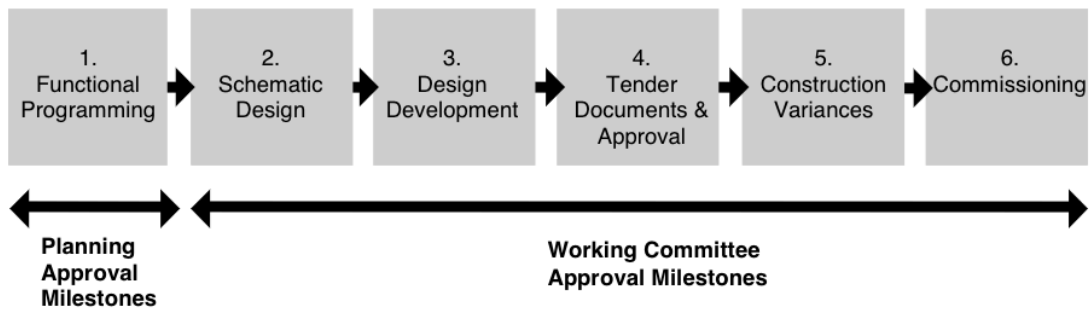 1.
Functional
Programming
2.
Schematic
Design
3.
Design
Development
4.
Tender
Documents &
Approval
5.
Construction
Variances
6.
Commissioning
Planning
Approval
Milestones
Working Committee
Approval Milestones